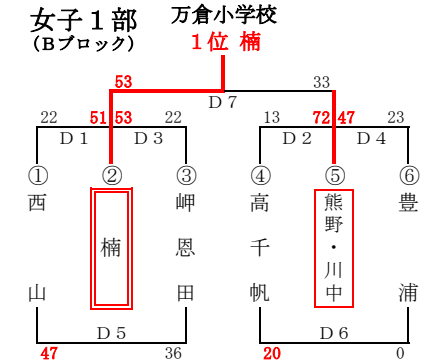 女子１部 万倉小学校
（Ｂブロック） １位 楠
53 33
Ｄ７
22 51 53 22 13 72 47 23
Ｄ１ Ｄ３ Ｄ２ Ｄ４
① ② ③ ④ ⑤ ⑥
西山 楠 岬恩田 高千帆 熊野・川中 豊浦
Ｄ５ Ｄ６
47 36 20 0